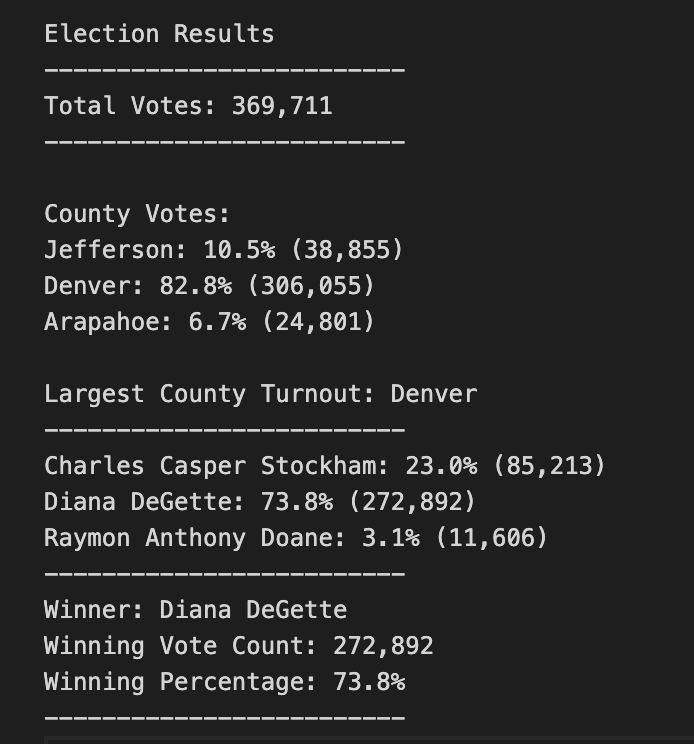 Election Results
-------------------------
Total Votes: 369,711
-------------------------
County Votes:
Jefferson: 10.5% (38,855)
Denver: 82.8% (306,055)
Arapahoe: 6.7% (24,801)
Largest County Turnout: Denver
-------------------------
Charles Casper Stockham: 23.0% (85,213)
Diana DeGette: 73.8% (272,892)
Raymon Anthony Doane: 3.1% (11,606)
-------------------------
Winner: Diana DeGette
Winning Vote Count: 272,892
Winning Percentage: 73.8%
-------------------------